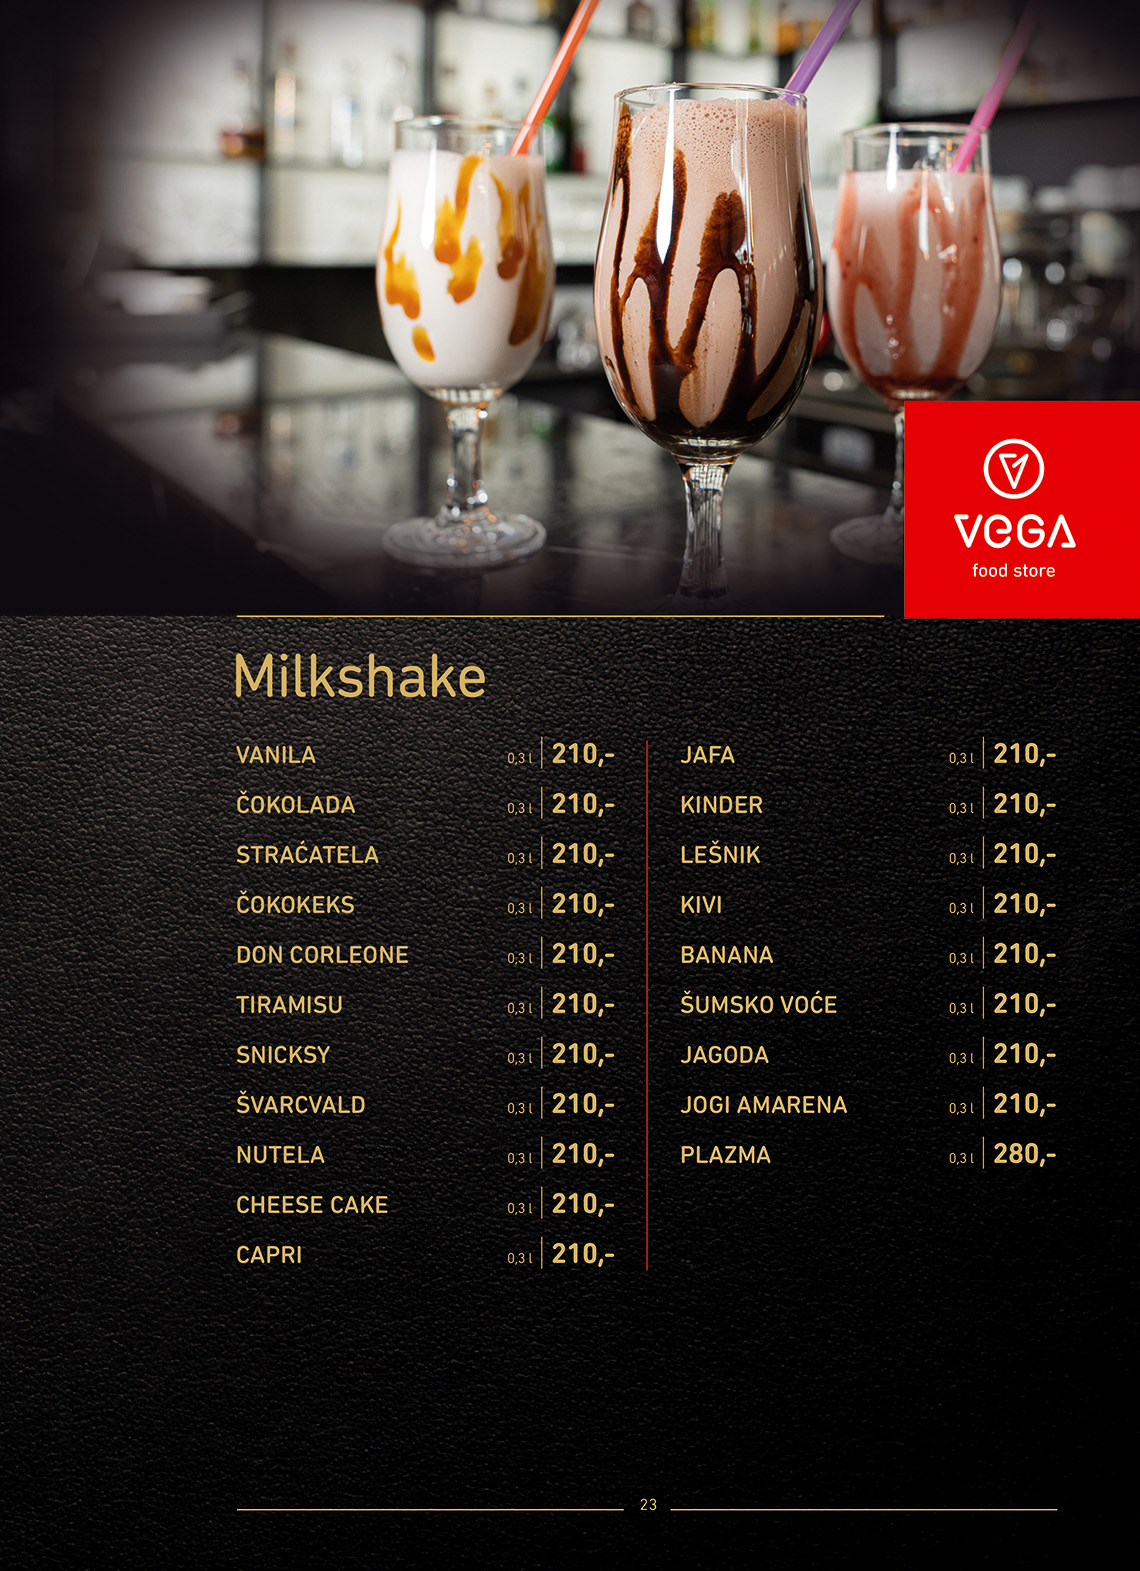 VEGA
food store
Milkshake
VANILA 0,3 l 210,-
ČOKOLADA 0,3 l 210,-
STRAĆATELA 0,3 l 210,-
ČOKOKEKS 0,3 l 210,-
DON CORLEONE 0,3 l 210,-
TIRAMISU 0,3 l 210,-
SNICKSY 0,3 l 210,-
ŠVARCVALD 0,3 l 210,-
NUTELA 0,3 l 210,-
CHEESE CAKE 0,3 l 210,-
CAPRI 0,3 l 210,-
JAFA 0,3 l 210,-
KINDER 0,3 l 210,-
LEŠNIK 0,3 l 210,-
KIVI 0,3 l 210,-
BANANA 0,3 l 210,-
ŠUMSKO VOĆE 0,3 l 210,-
JAGODA 0,3 l 210,-
JOGI AMARENA 0,3 l 210,-
PLAZMA 0,3 l 280,-
23